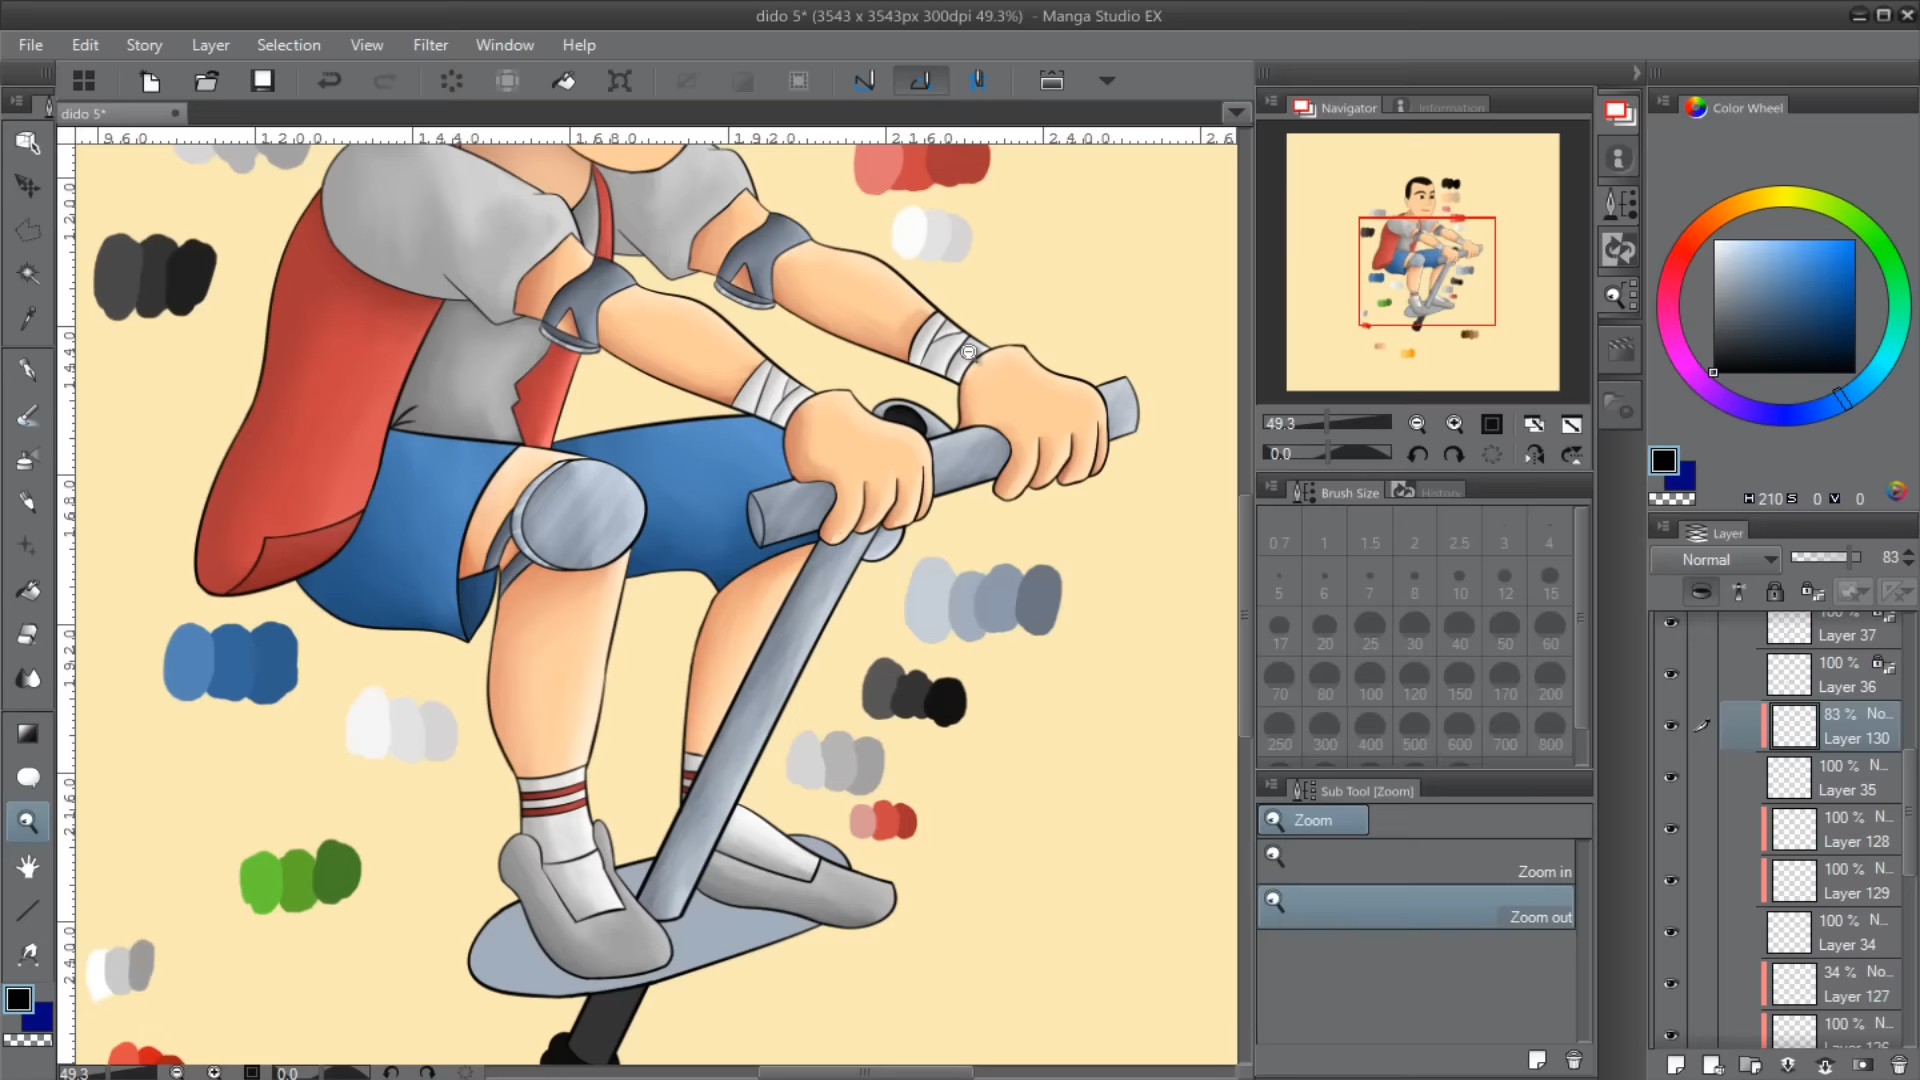 dido 5* (3543 x 3543px 300dpi 49.3%) - Manga Studio EX
File Edit Story Layer Selection View Filter Window Help
dido 5*
960 1200 1440 1680 1920 2160 2400 26
1200
1440
1680
1920
2160
2400
49.3 0.0
Navigator Information
49.3
0.0
Brush Size History
0.7 1 1.5 2 2.5 3 4
5 6 7 8 10 12 15
17 20 25 30 40 50 60
70 80 100 120 150 170 200
250 300 400 500 600 700 800
Sub Tool [Zoom]
Zoom
Zoom in
Zoom out
Color Wheel
H 210 S 0 V 0
Layer
Normal 83
100 %
Layer 37
100 %
Layer 36
83 % No...
Layer 130
100 % N...
Layer 35
100 % N...
Layer 128
100 % N...
Layer 129
100 % N...
Layer 34
34 % No...
Layer 127
100 % N...
Layer 126